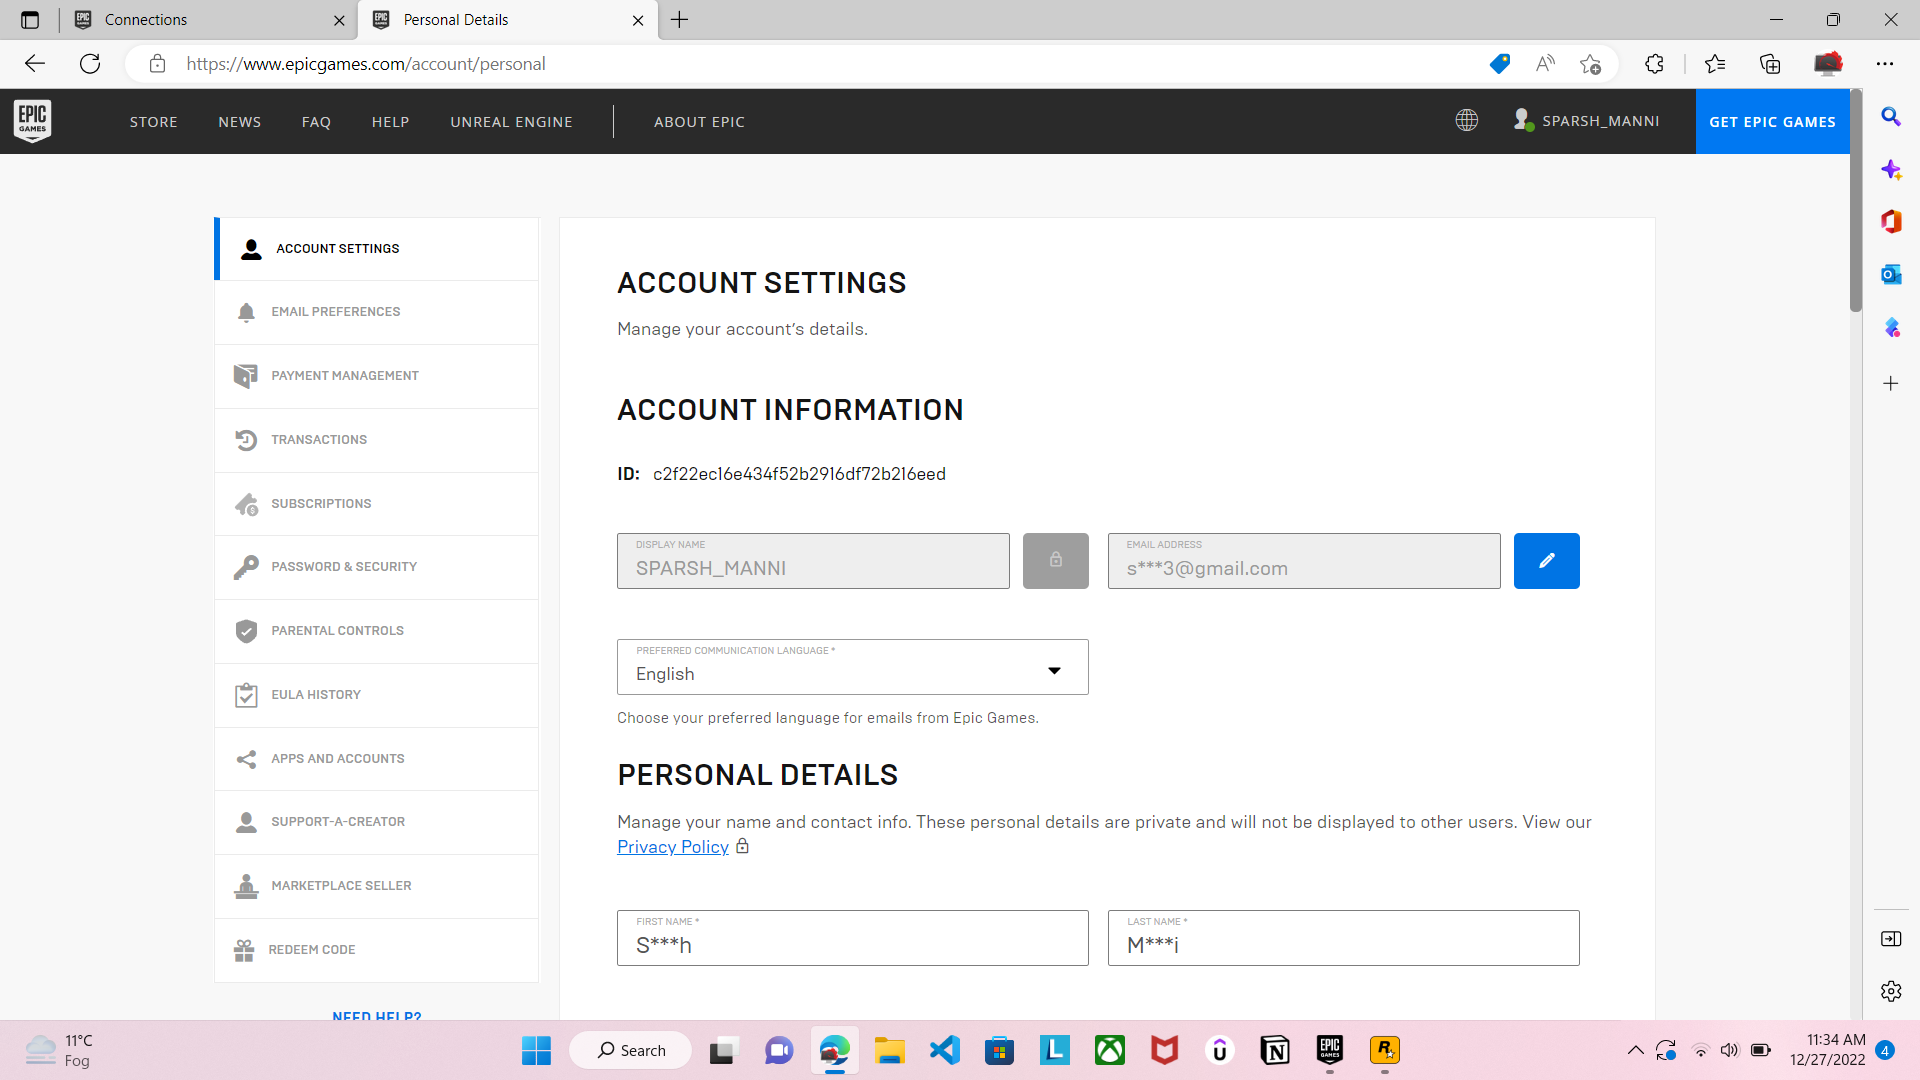 Connections
Personal Details
https://www.epicgames.com/account/personal
EPIC GAMES
STORE
NEWS
FAQ
HELP
UNREAL ENGINE
ABOUT EPIC
SPARSH_MANNI
GET EPIC GAMES
ACCOUNT SETTINGS
EMAIL PREFERENCES
PAYMENT MANAGEMENT
TRANSACTIONS
SUBSCRIPTIONS
PASSWORD & SECURITY
PARENTAL CONTROLS
EULA HISTORY
APPS AND ACCOUNTS
SUPPORT-A-CREATOR
MARKETPLACE SELLER
REDEEM CODE
NEED HELP?
ACCOUNT SETTINGS
Manage your account's details.
ACCOUNT INFORMATION
ID: c2f22ec16e434f52b2916df72b216eed
DISPLAY NAME
SPARSH_MANNI
EMAIL ADDRESS
s***3@gmail.com
PREFERRED COMMUNICATION LANGUAGE *
English
Choose your preferred language for emails from Epic Games.
PERSONAL DETAILS
Manage your name and contact info. These personal details are private and will not be displayed to other users. View our
Privacy Policy
FIRST NAME *
S***h
LAST NAME *
M***i
11°C
Fog
Search
11:34 AM
12/27/2022
4